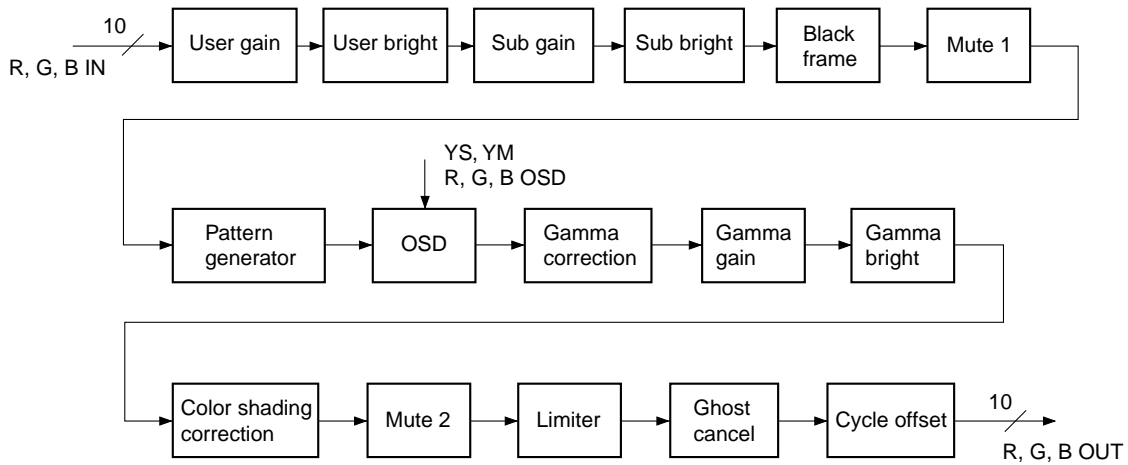 10
R, G, B IN
User gain
User bright
Sub gain
Sub bright
Black
frame
Mute 1
YS, YM
R, G, B OSD
Pattern
generator
OSD
Gamma
correction
Gamma
gain
Gamma
bright
Color shading
correction
Mute 2
Limiter
Ghost
cancel
Cycle offset
10
R, G, B OUT